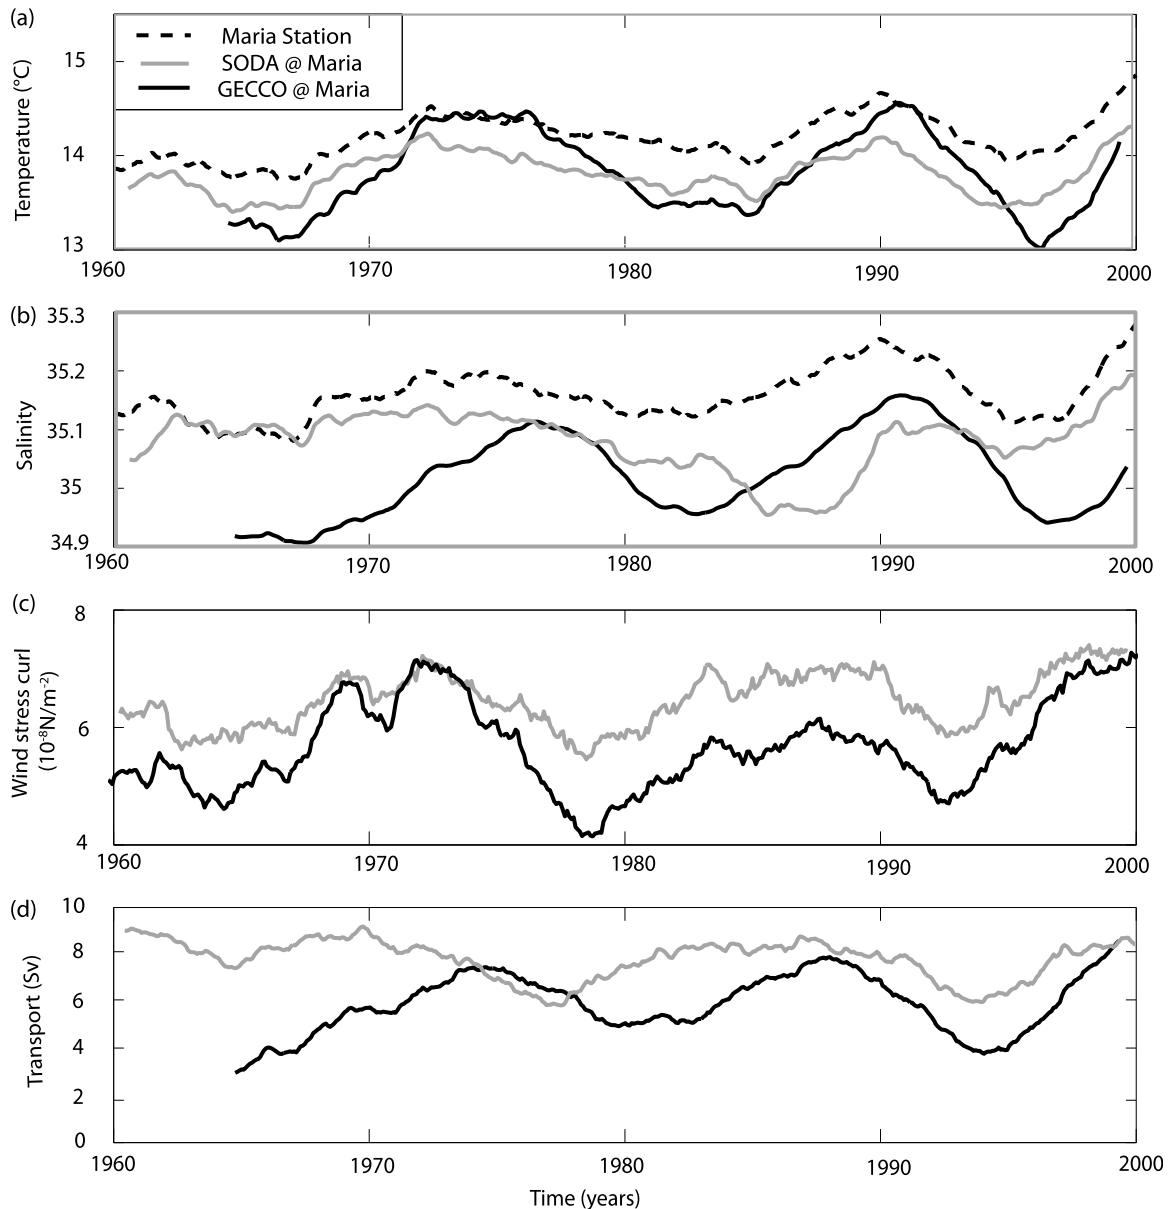 (a)
Maria Station
SODA @ Maria
GECCO @ Maria
Temperature (°C)
15
14
13
1960 1970 1980 1990 2000
(b)
Salinity
35.3
35.2
35.1
35
34.9
1960 1970 1980 1990 2000
(c)
Wind stress curl
(10⁻⁸N/m⁻²)
8
6
4
1960 1970 1980 1990 2000
(d)
Transport (Sv)
10
8
6
4
2
0
1960 1970 1980 1990 2000
Time (years)